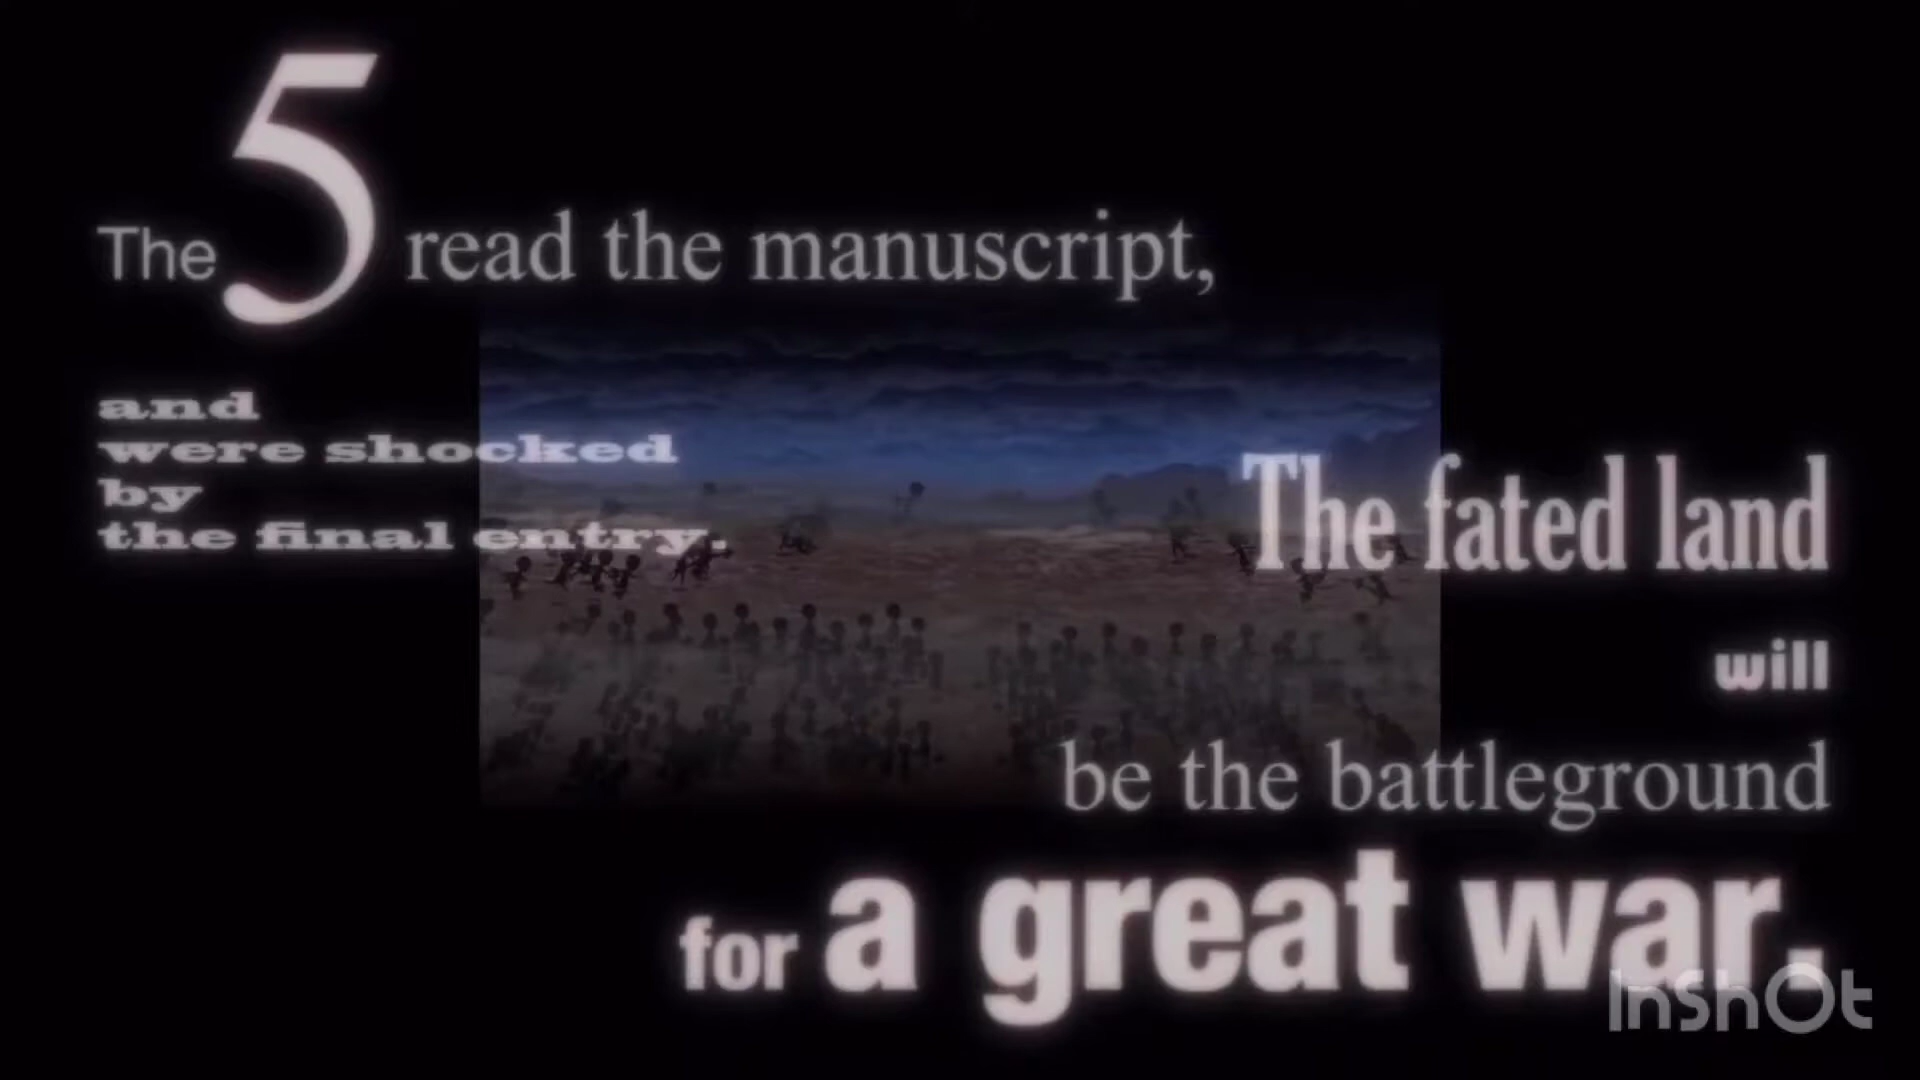 The 5 read the manuscript,
and
were shocked
by
the final entry.
The fated land
will
be the battleground
for a great war.
InShOt